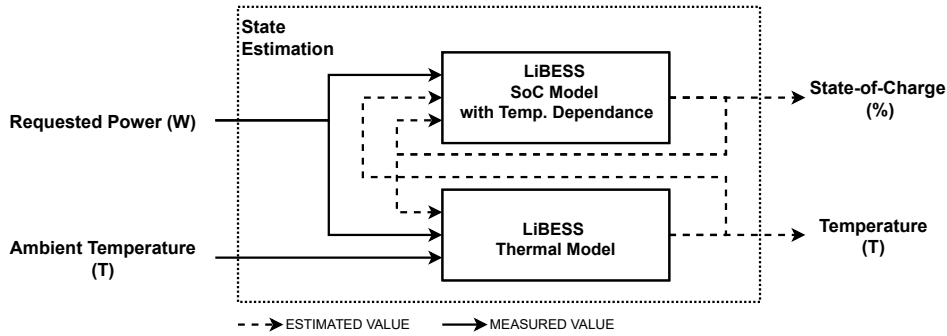 State
Estimation
LiBESS
SoC Model
with Temp. Dependance
State-of-Charge
(%)
Requested Power (W)
LiBESS
Thermal Model
Ambient Temperature
(T)
Temperature
(T)
ESTIMATED VALUE
MEASURED VALUE